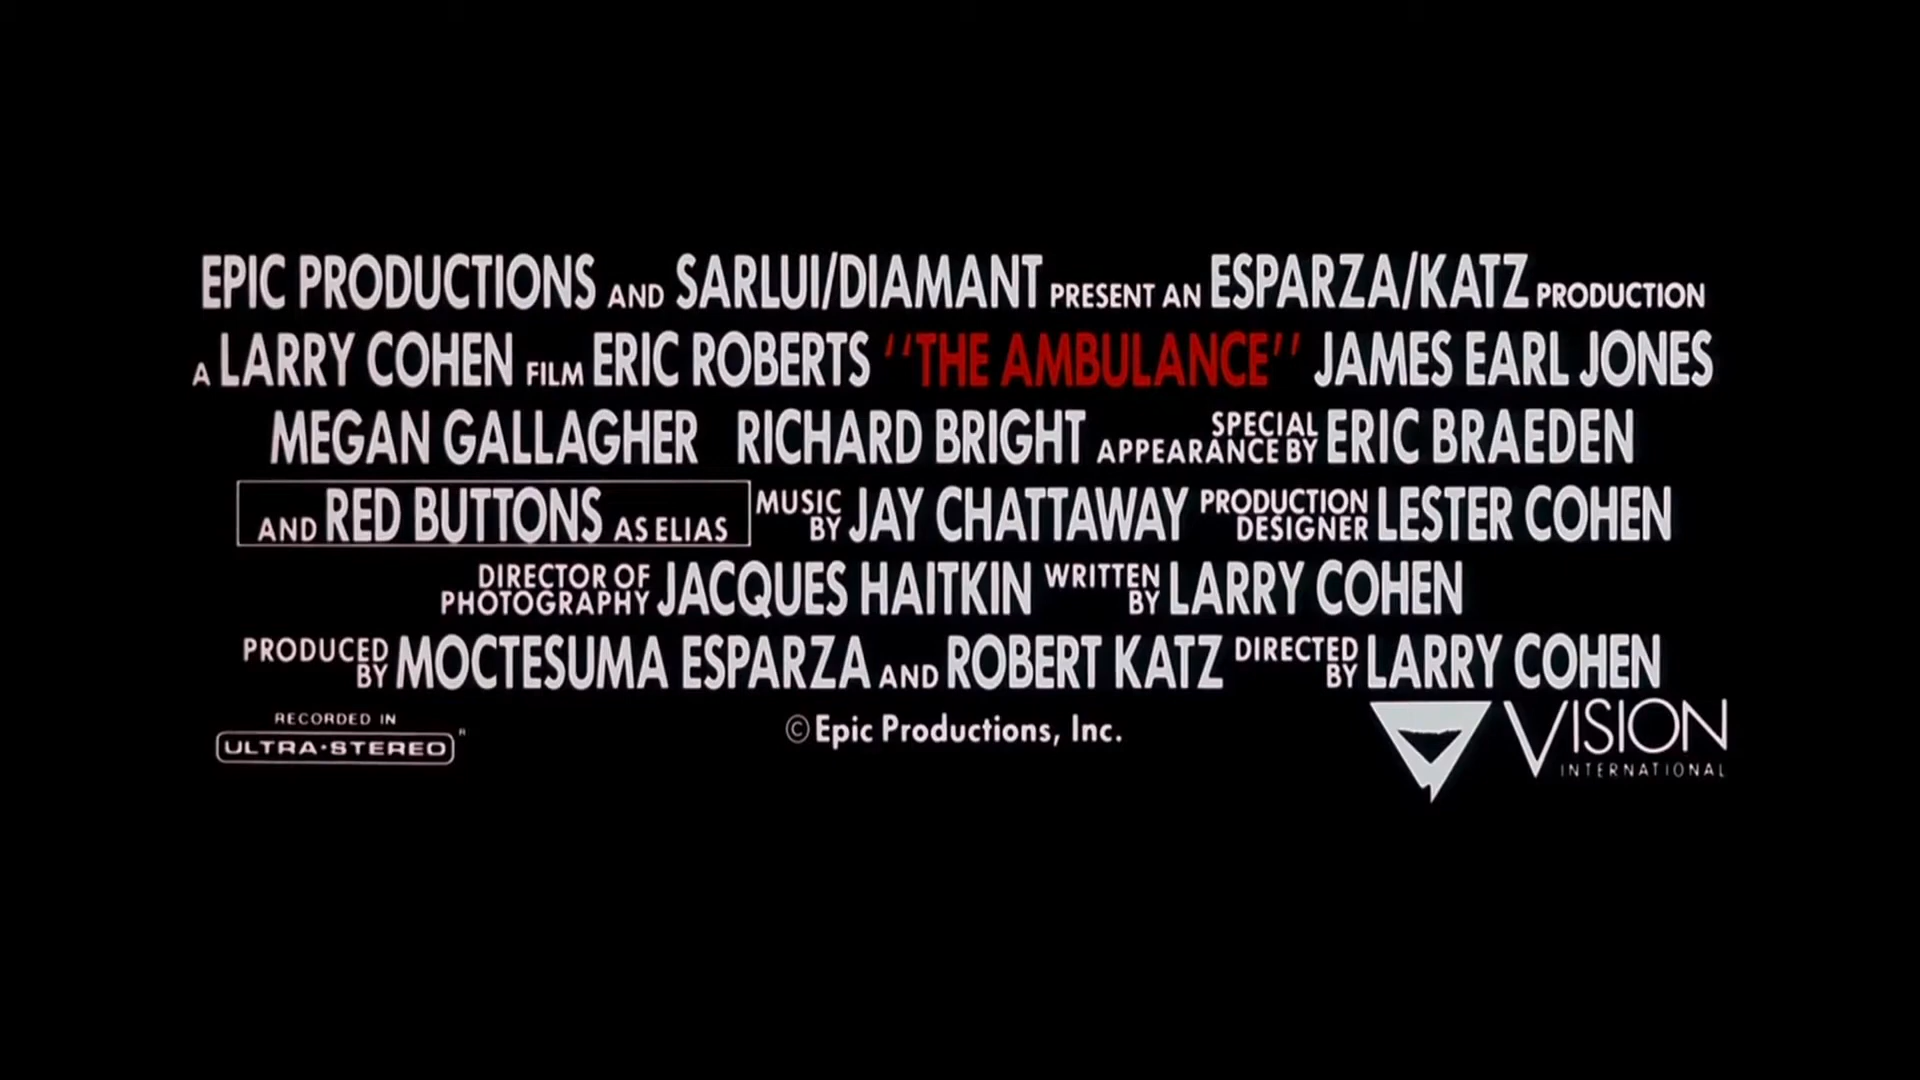 EPIC PRODUCTIONS AND SARLUI/DIAMANT PRESENT AN ESPARZA/KATZ PRODUCTION
A LARRY COHEN FILM ERIC ROBERTS ''THE AMBULANCE'' JAMES EARL JONES
MEGAN GALLAGHER RICHARD BRIGHT SPECIAL APPEARANCE BY ERIC BRAEDEN
AND RED BUTTONS AS ELIAS MUSIC BY JAY CHATTAWAY PRODUCTION DESIGNER LESTER COHEN
DIRECTOR OF PHOTOGRAPHY JACQUES HAITKIN WRITTEN BY LARRY COHEN
PRODUCED BY MOCTESUMA ESPARZA AND ROBERT KATZ DIRECTED BY LARRY COHEN
RECORDED IN
ULTRA•STEREO R
© Epic Productions, Inc.
VISION
INTERNATIONAL